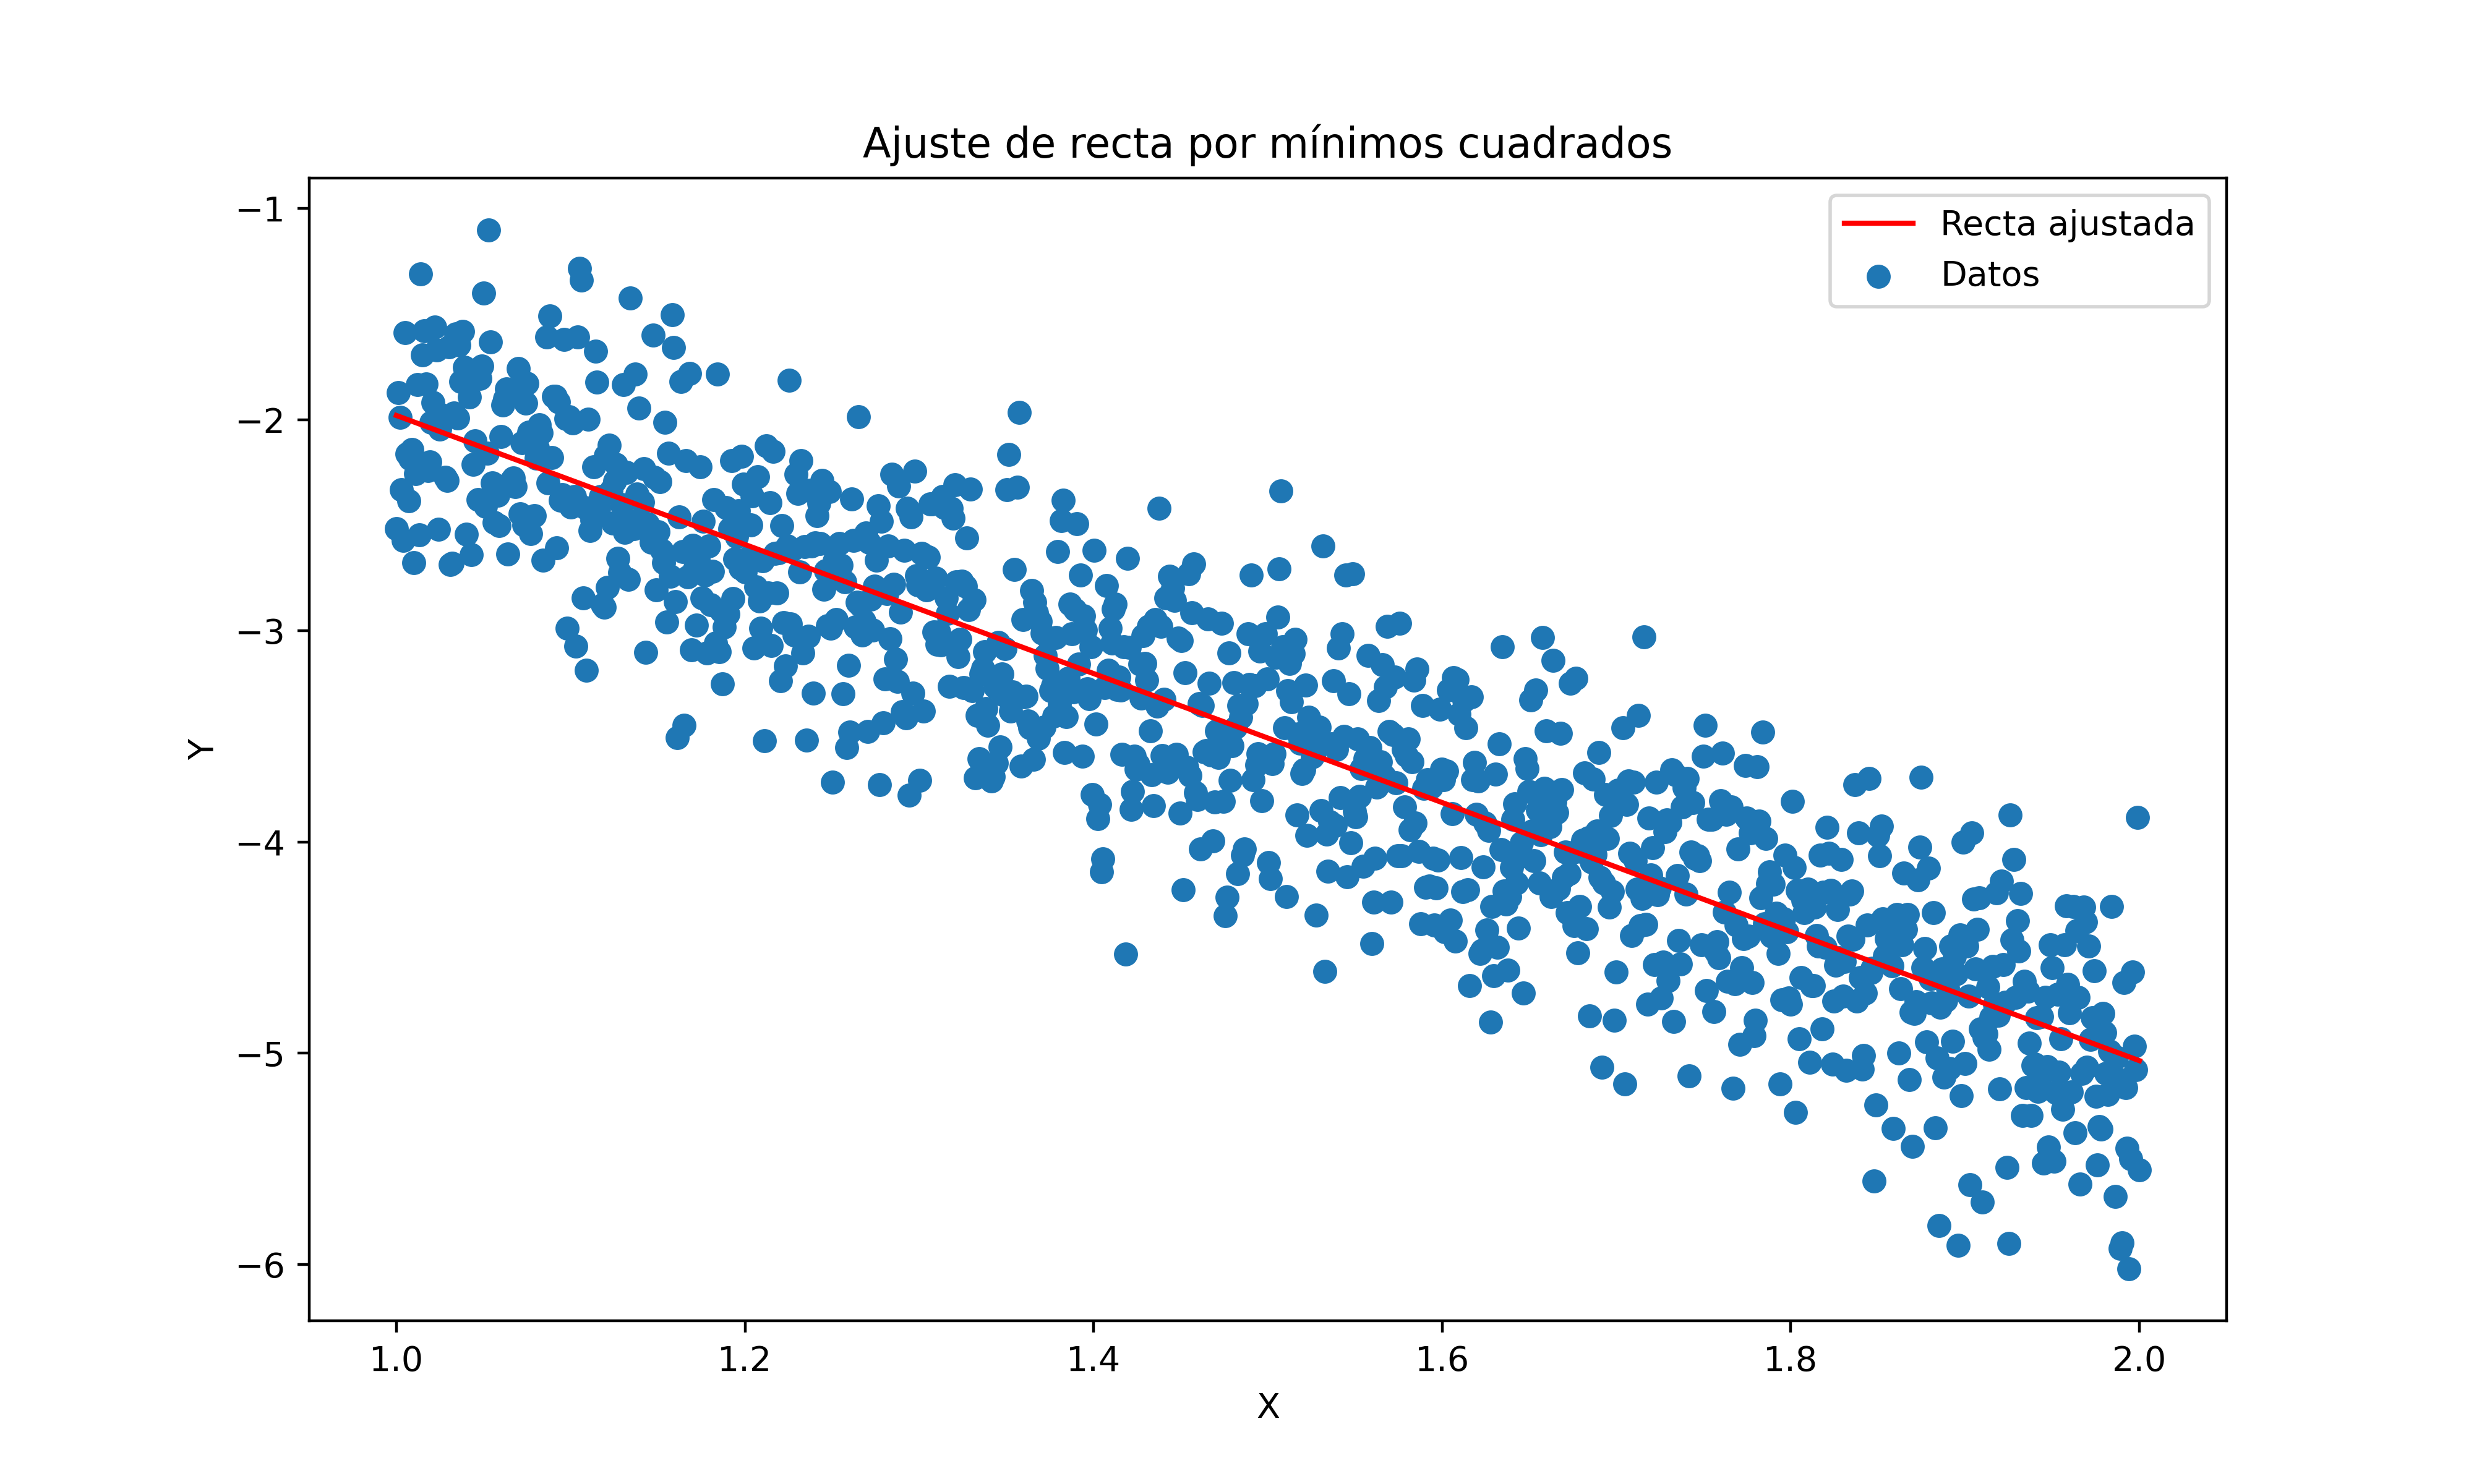 Ajuste de recta por mínimos cuadrados
Recta ajustada
Datos
−1
−2
−3
−4
−5
−6
Y
1.0 1.2 1.4 1.6 1.8 2.0
X